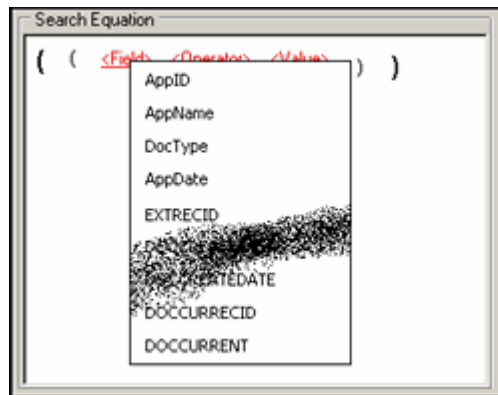 Search Equation
( ( <Field> <Operator> <Value> ) )
AppID
AppName
DocType
AppDate
EXTRECID
DOCCURRECID
DOCCURRENT